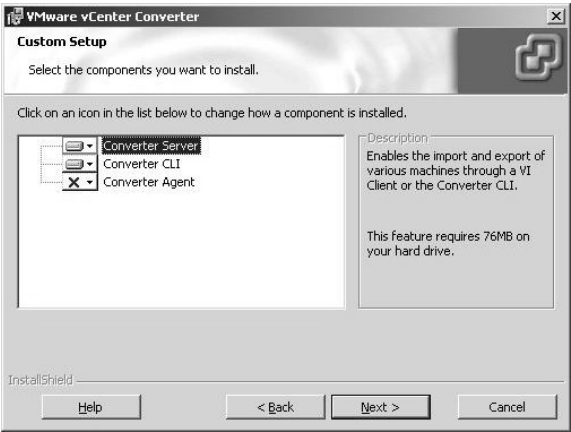 VMware vCenter Converter
Custom Setup
Select the components you want to install.
Click on an icon in the list below to change how a component is installed.
Converter Server
Converter CLI
Converter Agent
Description
Enables the import and export of
various machines through a VI
Client or the Converter CLI.
This feature requires 76MB on
your hard drive.
InstallShield
Help
< Back
Next >
Cancel